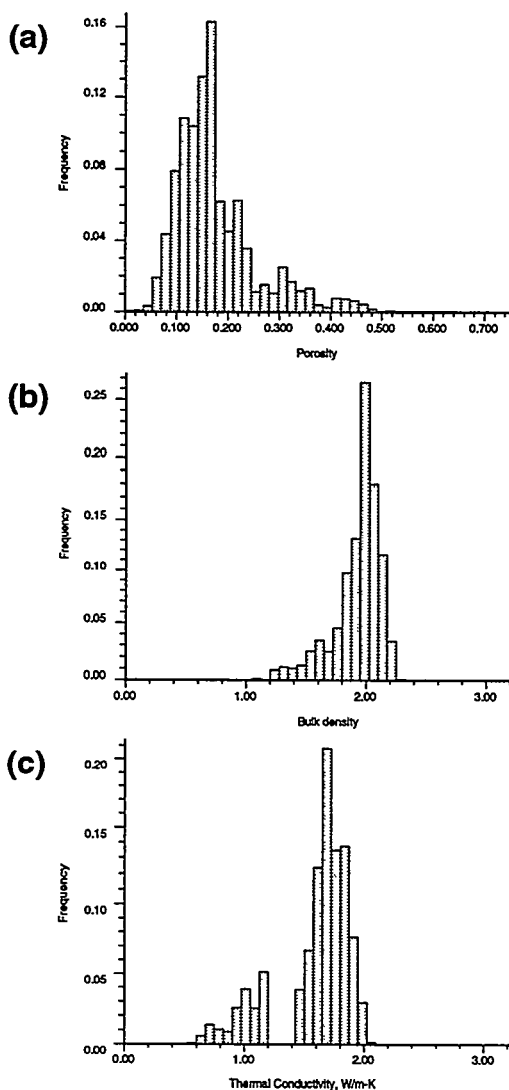 (a)
0.16
0.12
0.08
0.04
0.00
Frequency
0.000 0.100 0.200 0.300 0.400 0.500 0.600 0.700
Porosity
(b)
0.25
0.20
0.15
0.10
0.05
0.00
Frequency
0.00 1.00 2.00 3.00
Bulk density
(c)
0.20
0.15
0.10
0.05
0.00
Frequency
0.00 1.00 2.00 3.00
Thermal Conductivity, W/m-K